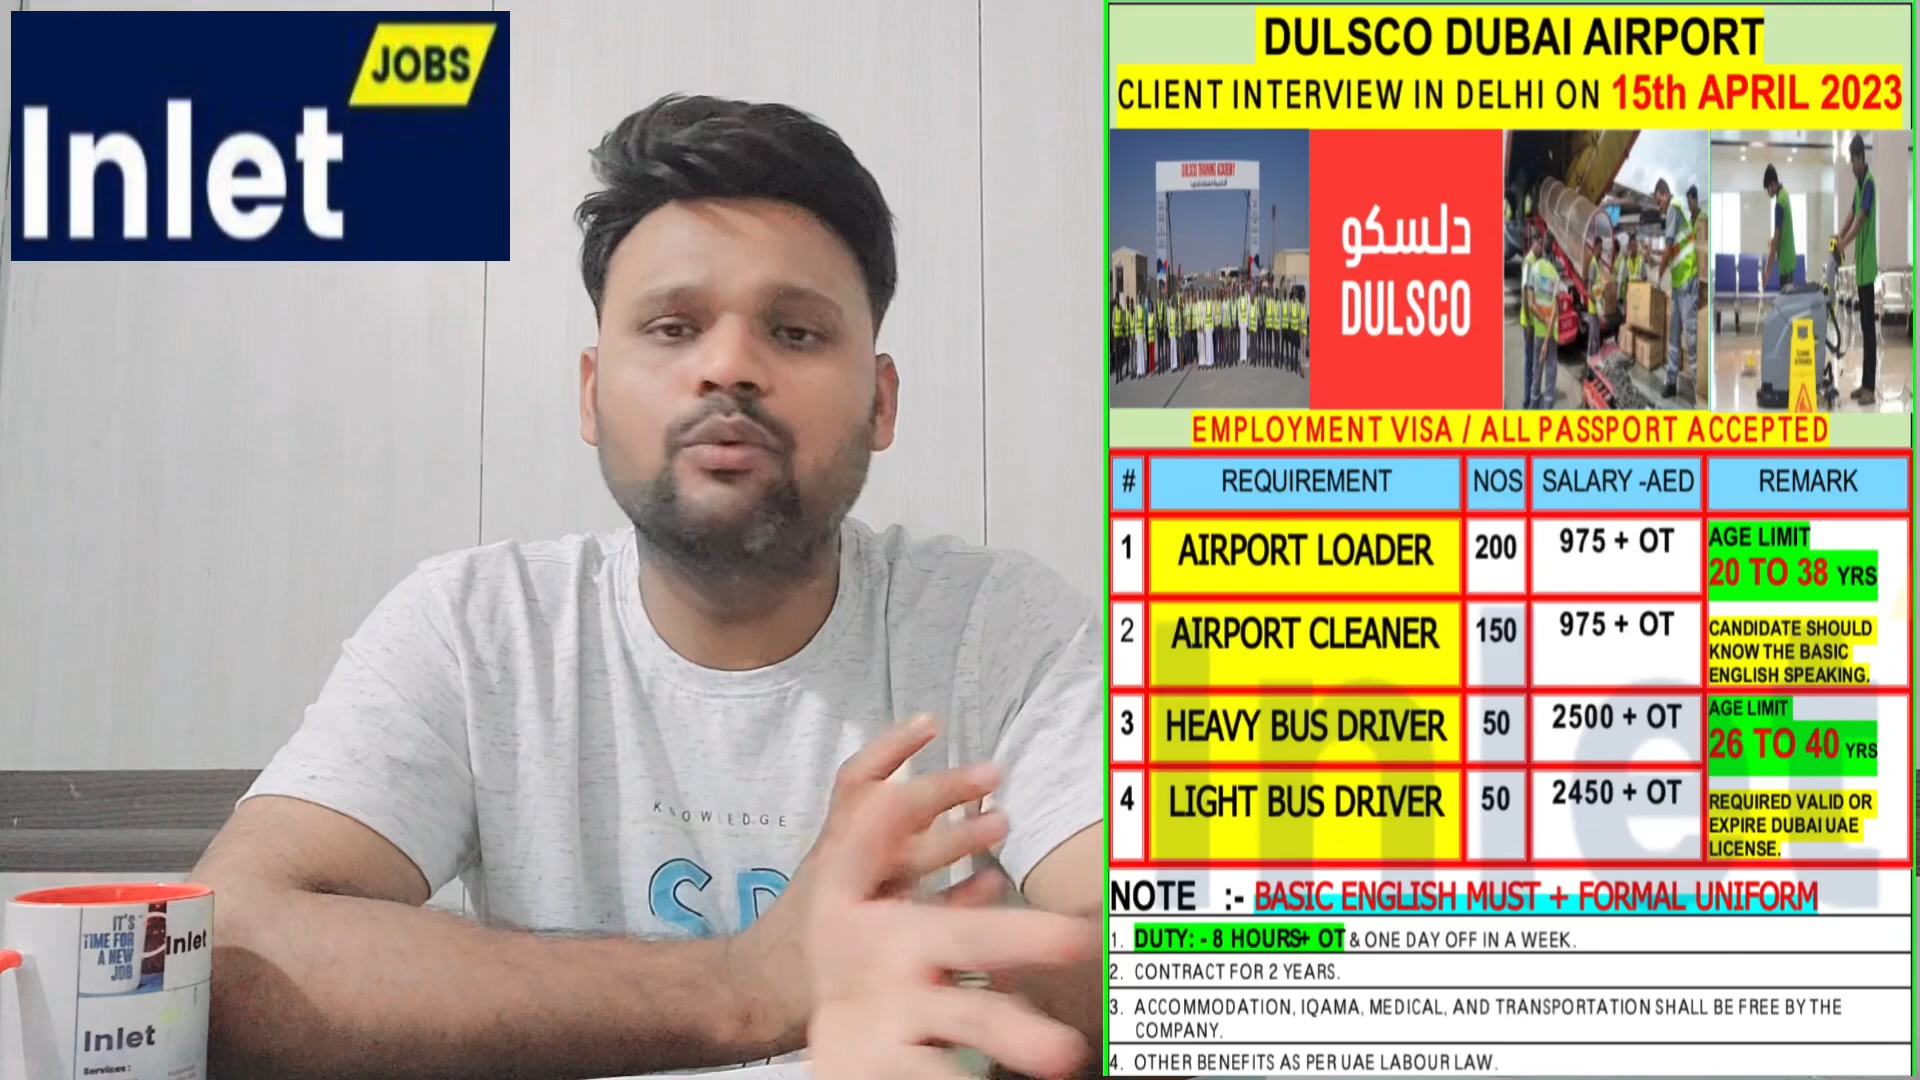 JOBS
Inlet
DULSCO DUBAI AIRPORT
CLIENT INTERVIEW IN DELHI ON 15th APRIL 2023
DULSCO TRAINING ACADEMY
دلسكو
DULSCO
EMPLOYMENT VISA / ALL PASSPORT ACCEPTED
# REQUIREMENT NOS SALARY -AED REMARK
1 AIRPORT LOADER 200 975 + OT AGE LIMIT
20 TO 38 YRS
2 AIRPORT CLEANER 150 975 + OT CANDIDATE SHOULD
KNOW THE BASIC
ENGLISH SPEAKING.
3 HEAVY BUS DRIVER 50 2500 + OT AGE LIMIT
26 TO 40 YRS
4 LIGHT BUS DRIVER 50 2450 + OT REQUIRED VALID OR
EXPIRE DUBAI UAE
LICENSE.
Inlet
NOTE :- BASIC ENGLISH MUST + FORMAL UNIFORM
1. DUTY: - 8 HOURS+ OT & ONE DAY OFF IN A WEEK.
2. CONTRACT FOR 2 YEARS.
3. ACCOMMODATION, IQAMA, MEDICAL, AND TRANSPORTATION SHALL BE FREE BY THE
COMPANY.
4. OTHER BENEFITS AS PER UAE LABOUR LAW.
KNOWLEDGE
IT'S
TIME FOR
A NEW
JOB
Inlet
Inlet
Services: